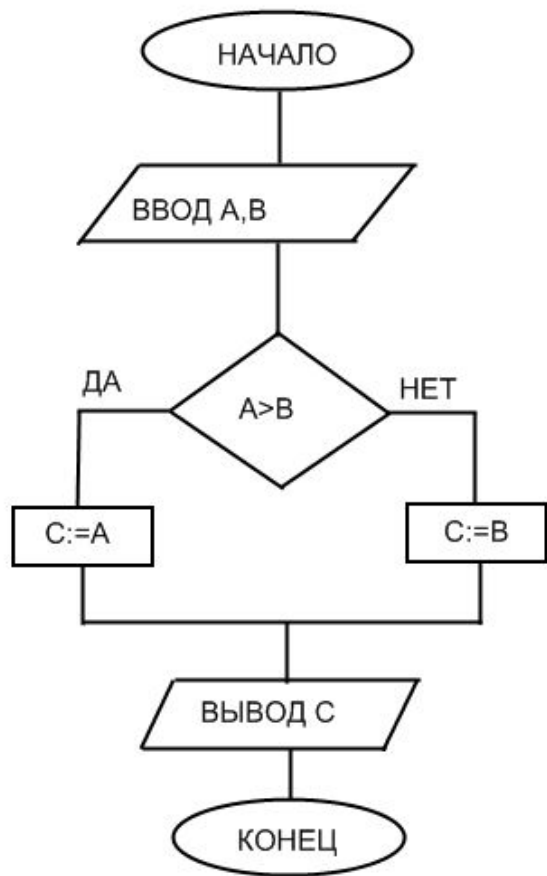 НАЧАЛО
ВВОД А,В
А>В
ДА
НЕТ
С:=А
С:=В
ВЫВОД С
КОНЕЦ